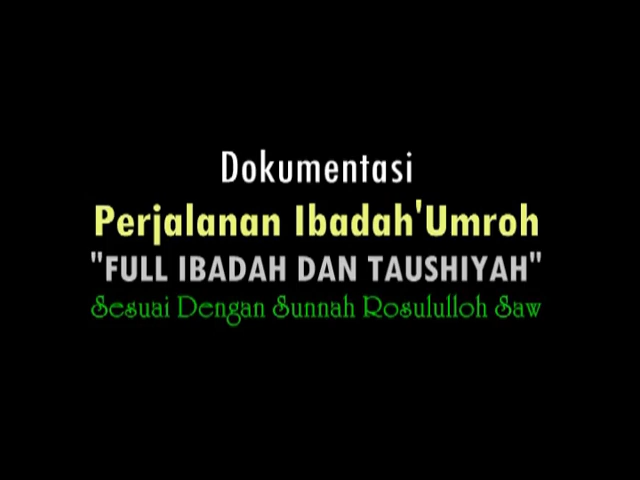 Dokumentasi
Perjalanan Ibadah'Umroh
"FULL IBADAH DAN TAUSHIYAH"
Sesuai Dengan Sunnah Rosululloh Saw